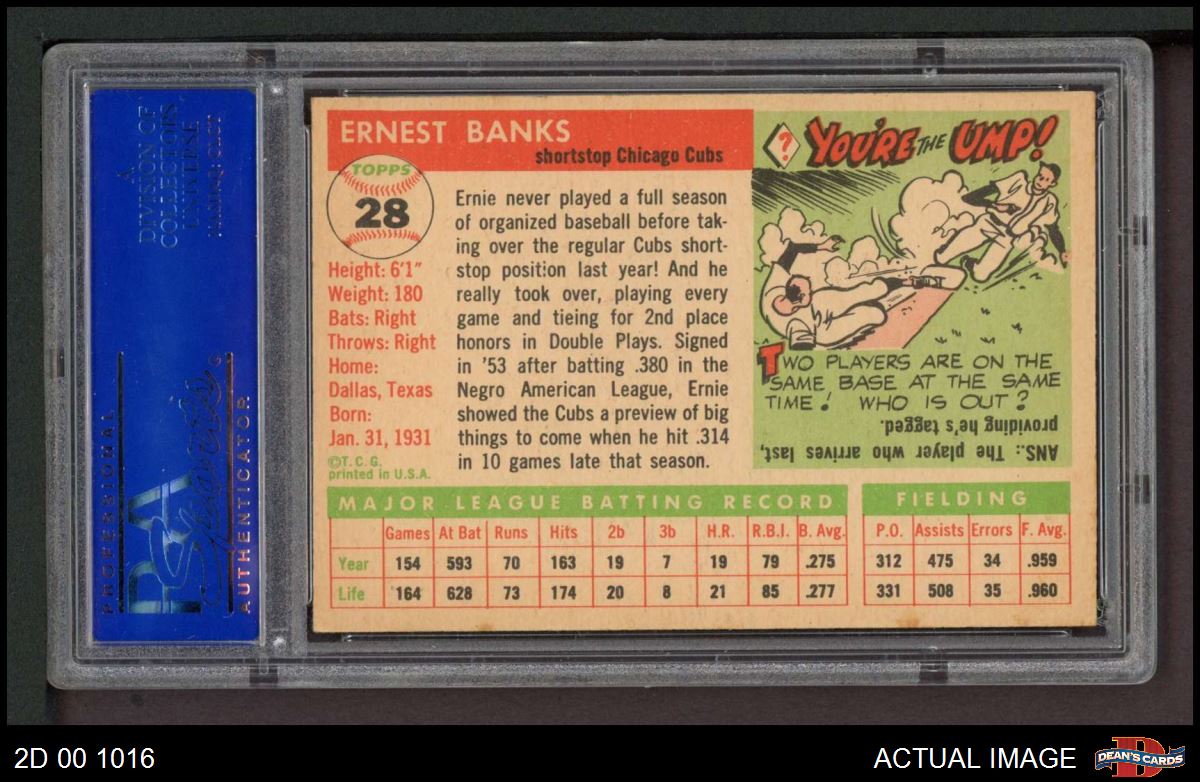 A
DIVISION OF
COLLECTORS
UNIVERSE
NASDAQ: CLCT
PSA
PROFESSIONAL
AUTHENTICATOR
ERNEST BANKS
shortstop Chicago Cubs
TOPPS
28
Height: 6'1"
Weight: 180
Bats: Right
Throws: Right
Home:
Dallas, Texas
Born:
Jan. 31, 1931
©T.C.G.
printed in U.S.A.
Ernie never played a full season
of organized baseball before tak-
ing over the regular Cubs short-
stop position last year! And he
really took over, playing every
game and tieing for 2nd place
honors in Double Plays. Signed
in '53 after batting .380 in the
Negro American League, Ernie
showed the Cubs a preview of big
things to come when he hit .314
in 10 games late that season.
? YOU'RE THE UMP!
TWO PLAYERS ARE ON THE
SAME BASE AT THE SAME
TIME! WHO IS OUT?
ANS.: The player who arrives last,
providing he's tagged.
MAJOR LEAGUE BATTING RECORD
Games At Bat Runs Hits 2b 3b H.R. R.B.I. B. Avg.
Year 154 593 70 163 19 7 19 79 .275
Life 164 628 73 174 20 8 21 85 .277
FIELDING
P.O. Assists Errors F. Avg.
312 475 34 .959
331 508 35 .960
2D 00 1016
ACTUAL IMAGE
D
DEAN'S CARDS